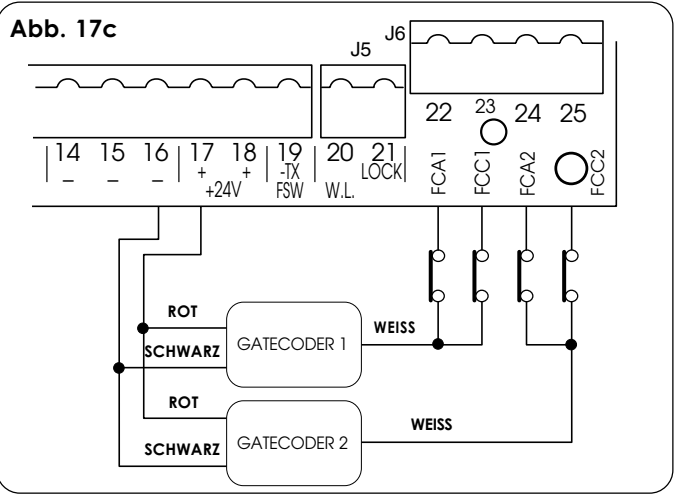 Abb. 17c
J5
J6
14 15 16 17 18 19 20 21 22 23 24 25
– – – + + -TX LOCK
+24V FSW W.L.
FCA1 FCC1 FCA2 FCC2
ROT
SCHWARZ
GATECODER 1
WEISS
ROT
SCHWARZ
GATECODER 2
WEISS